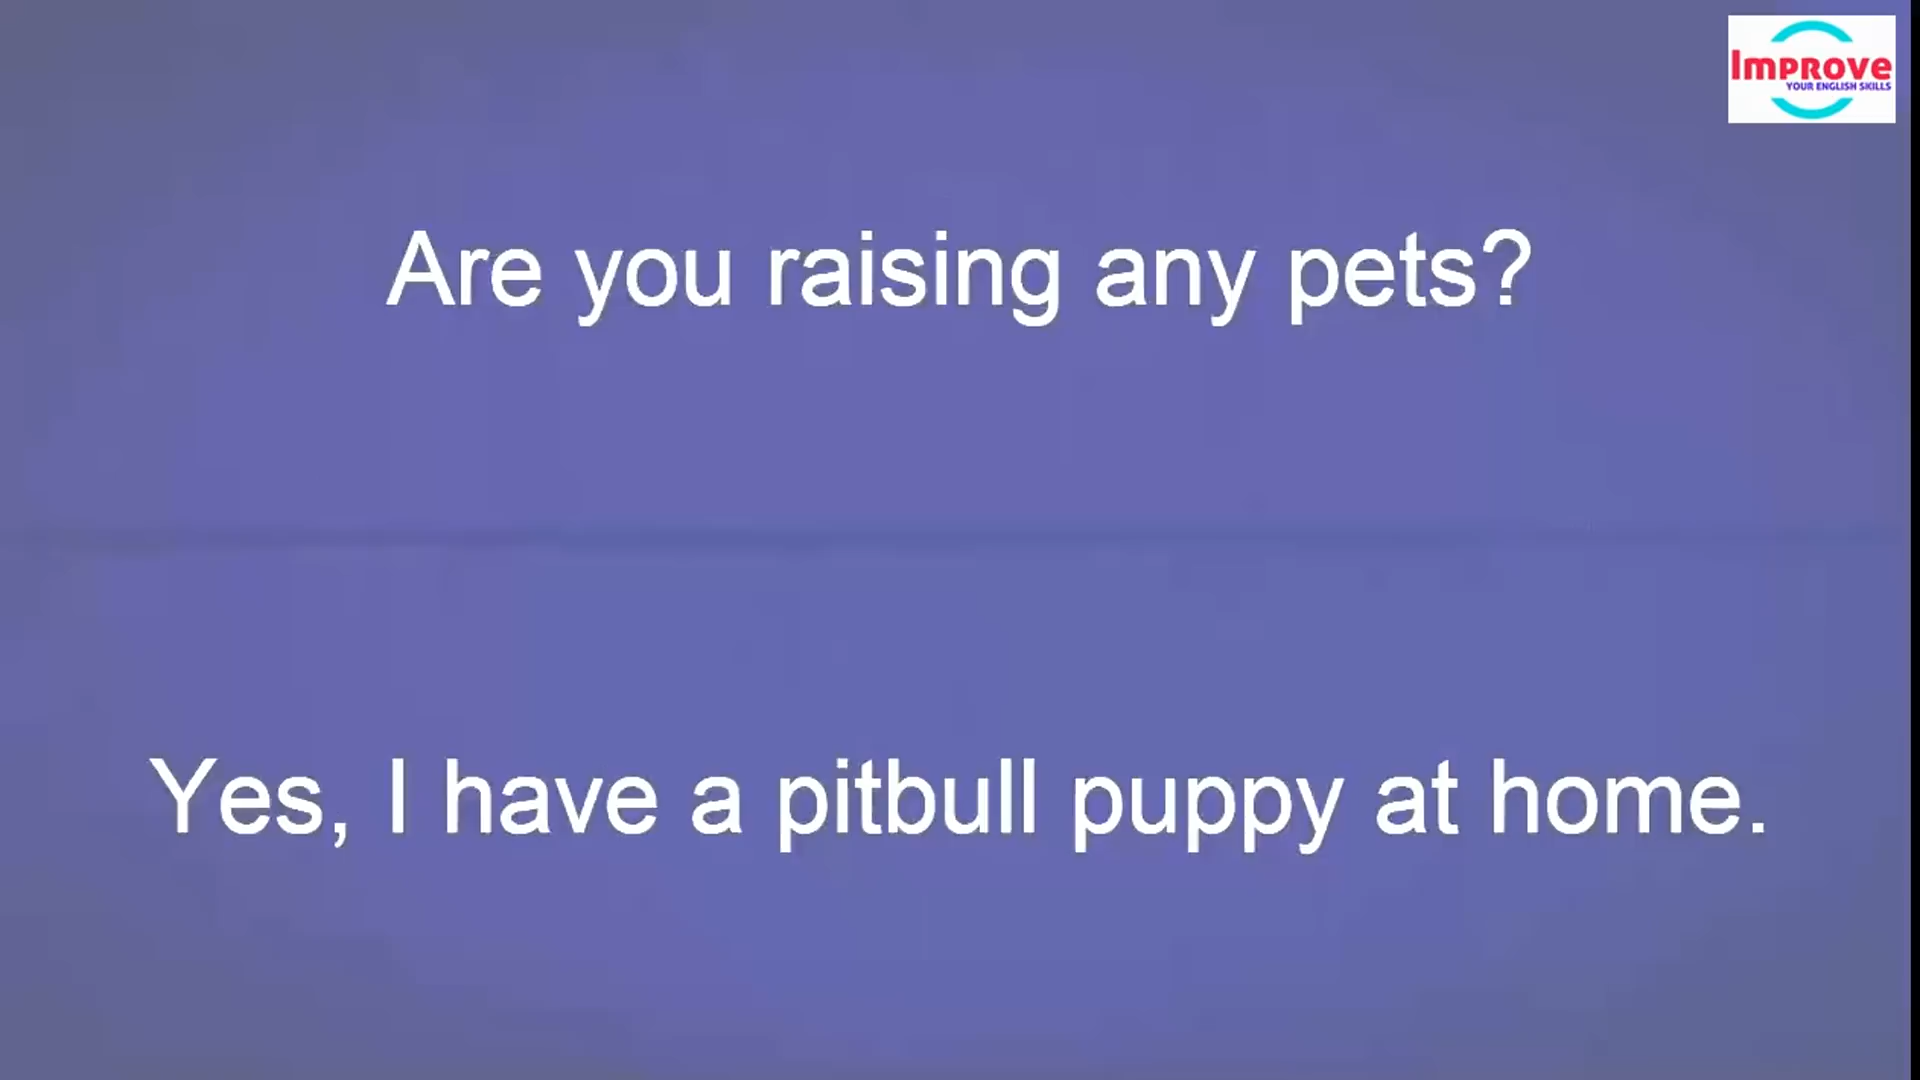 Improve
YOUR ENGLISH SKILLS
Are you raising any pets?
Yes, I have a pitbull puppy at home.